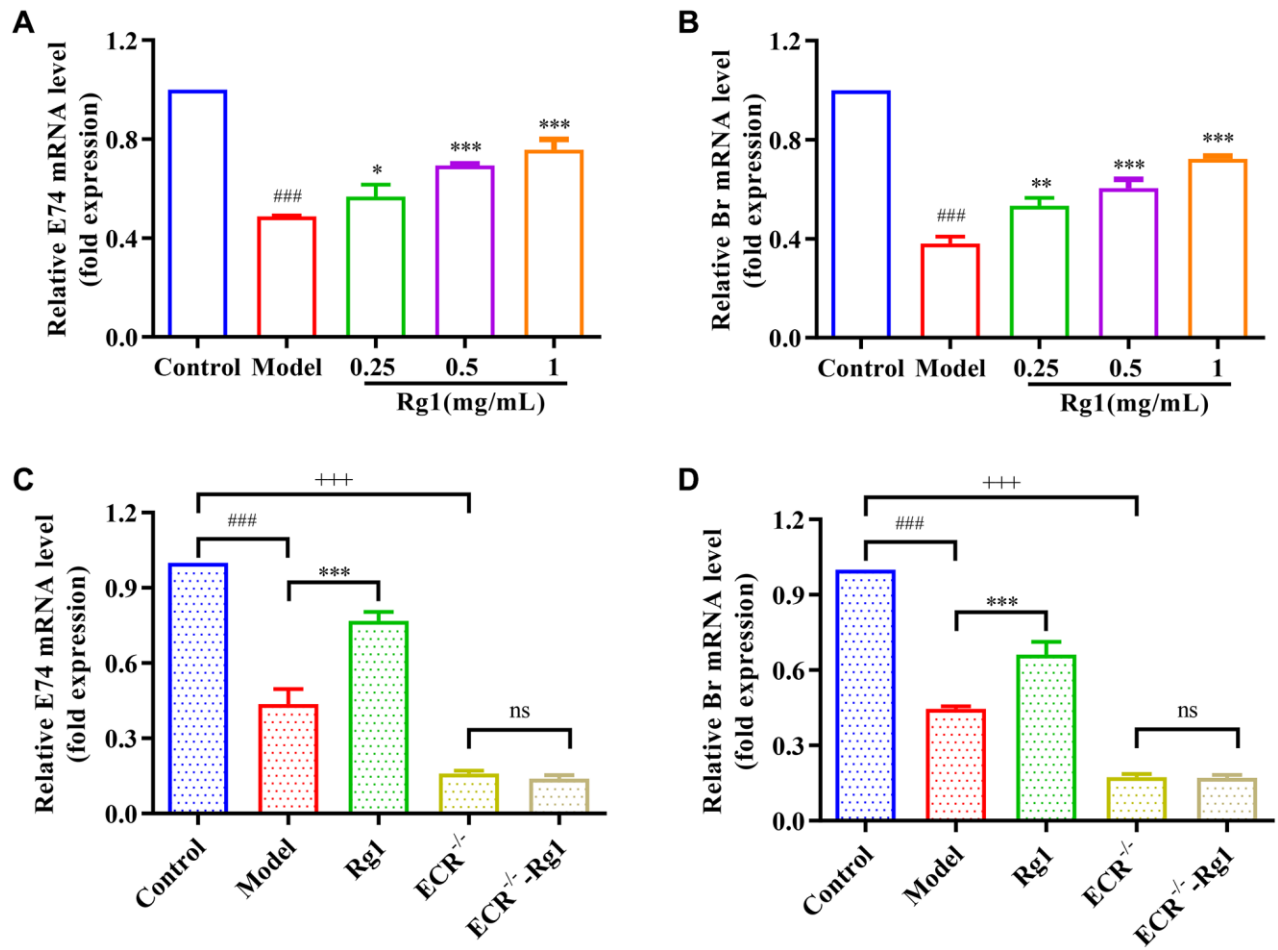 A
Relative E74 mRNA level
(fold expression)
1.2
0.8
0.4
0.0
###
*
***
***
Control Model 0.25 0.5 1
Rg1(mg/mL)
B
Relative Br mRNA level
(fold expression)
1.2
0.8
0.4
0.0
###
**
***
***
Control Model 0.25 0.5 1
Rg1(mg/mL)
C
Relative E74 mRNA level
(fold expression)
1.2
0.9
0.6
0.3
0.0
+++
###
***
ns
Control
Model
Rg1
ECR-/-
ECR-/--Rg1
D
Relative Br mRNA level
(fold expression)
1.2
0.9
0.6
0.3
0.0
+++
###
***
ns
Control
Model
Rg1
ECR-/-
ECR-/--Rg1